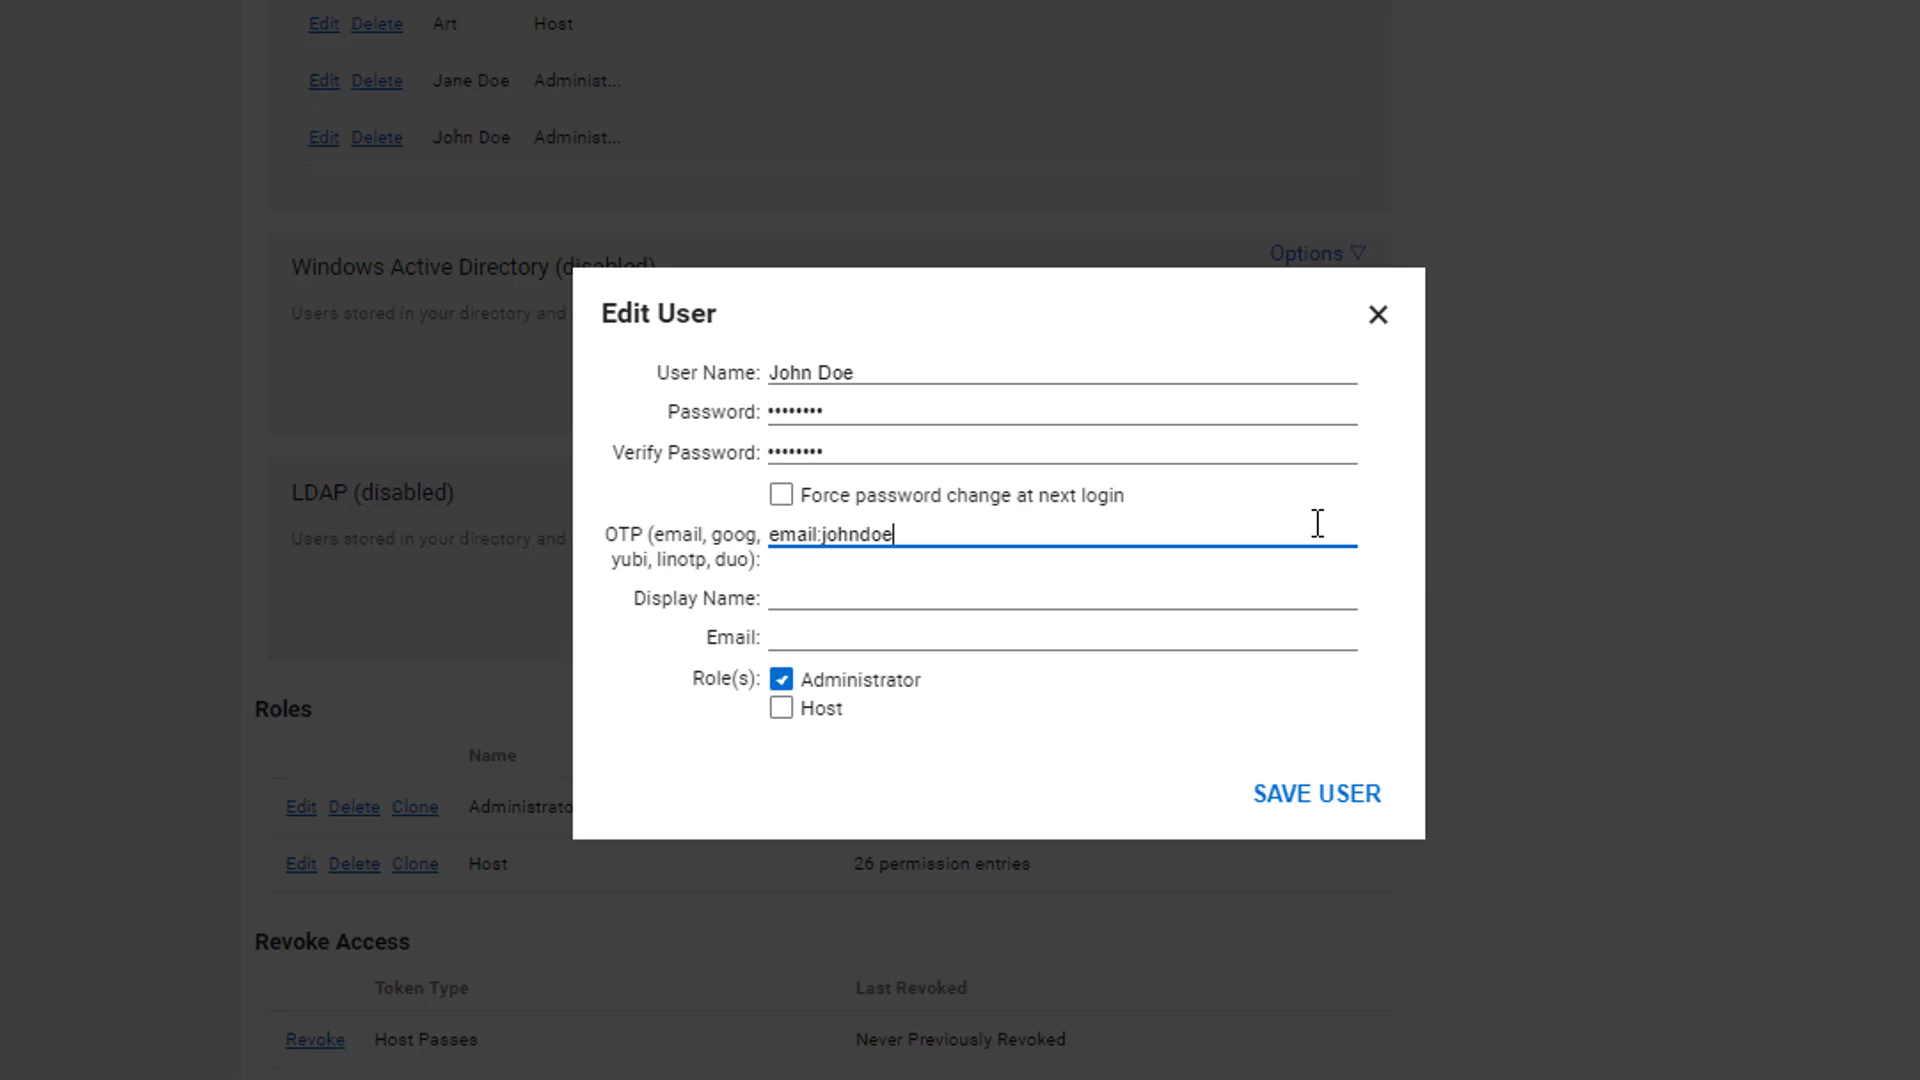 Edit Delete Art Host
Edit Delete Jane Doe Administ...
Edit Delete John Doe Administ...
Windows Active Directory (disabled)
Options ▽
Users stored in your directory and
LDAP (disabled)
Users stored in your directory and
Edit User
User Name: John Doe
Password: ••••••••
Verify Password: ••••••••
Force password change at next login
OTP (email, goog, yubi, linotp, duo): email:johndoe
Display Name:
Email:
Role(s): Administrator
Host
SAVE USER
Roles
Name
Edit Delete Clone Administrato
Edit Delete Clone Host 26 permission entries
Revoke Access
Token Type Last Revoked
Revoke Host Passes Never Previously Revoked